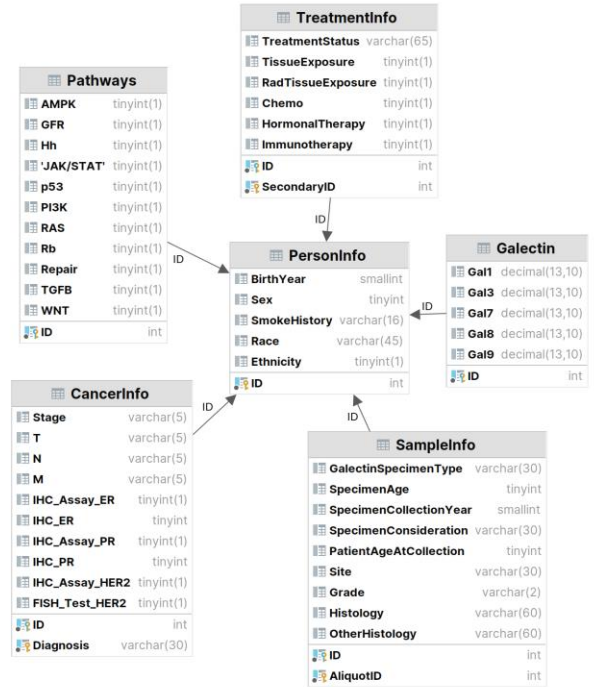 TreatmentInfo
TreatmentStatus varchar(65)
TissueExposure tinyint(1)
RadTissueExposure tinyint(1)
Chemo tinyint(1)
HormonalTherapy tinyint(1)
Immunotherapy tinyint(1)
ID int
SecondaryID int
Pathways
AMPK tinyint(1)
GFR tinyint(1)
Hh tinyint(1)
'JAK/STAT' tinyint(1)
p53 tinyint(1)
PI3K tinyint(1)
RAS tinyint(1)
Rb tinyint(1)
Repair tinyint(1)
TGFB tinyint(1)
WNT tinyint(1)
ID int
ID
ID
PersonInfo
BirthYear smallint
Sex tinyint
SmokeHistory varchar(16)
Race varchar(45)
Ethnicity tinyint(1)
ID int
ID
Galectin
Gal1 decimal(13,10)
Gal3 decimal(13,10)
Gal7 decimal(13,10)
Gal8 decimal(13,10)
Gal9 decimal(13,10)
ID int
CancerInfo
Stage varchar(5)
T varchar(5)
N varchar(5)
M varchar(5)
IHC_Assay_ER tinyint(1)
IHC_ER tinyint
IHC_Assay_PR tinyint(1)
IHC_PR tinyint
IHC_Assay_HER2 tinyint(1)
FISH_Test_HER2 tinyint(1)
ID int
Diagnosis varchar(30)
ID
ID
SampleInfo
GalectinSpecimenType varchar(30)
SpecimenAge tinyint
SpecimenCollectionYear smallint
SpecimenConsideration varchar(30)
PatientAgeAtCollection tinyint
Site varchar(30)
Grade varchar(2)
Histology varchar(60)
OtherHistology varchar(60)
ID int
AliquotID int